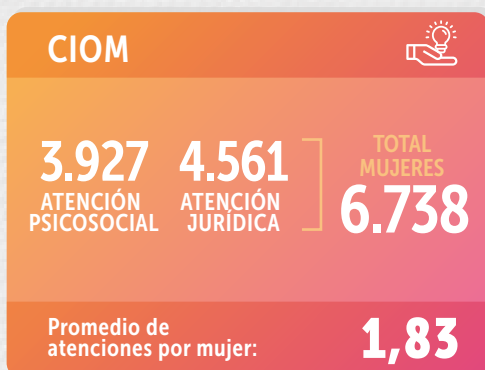 CIOM
3.927
ATENCIÓN
PSICOSOCIAL
4.561
ATENCIÓN
JURÍDICA
TOTAL
MUJERES
6.738
Promedio de
atenciones por mujer:
1,83